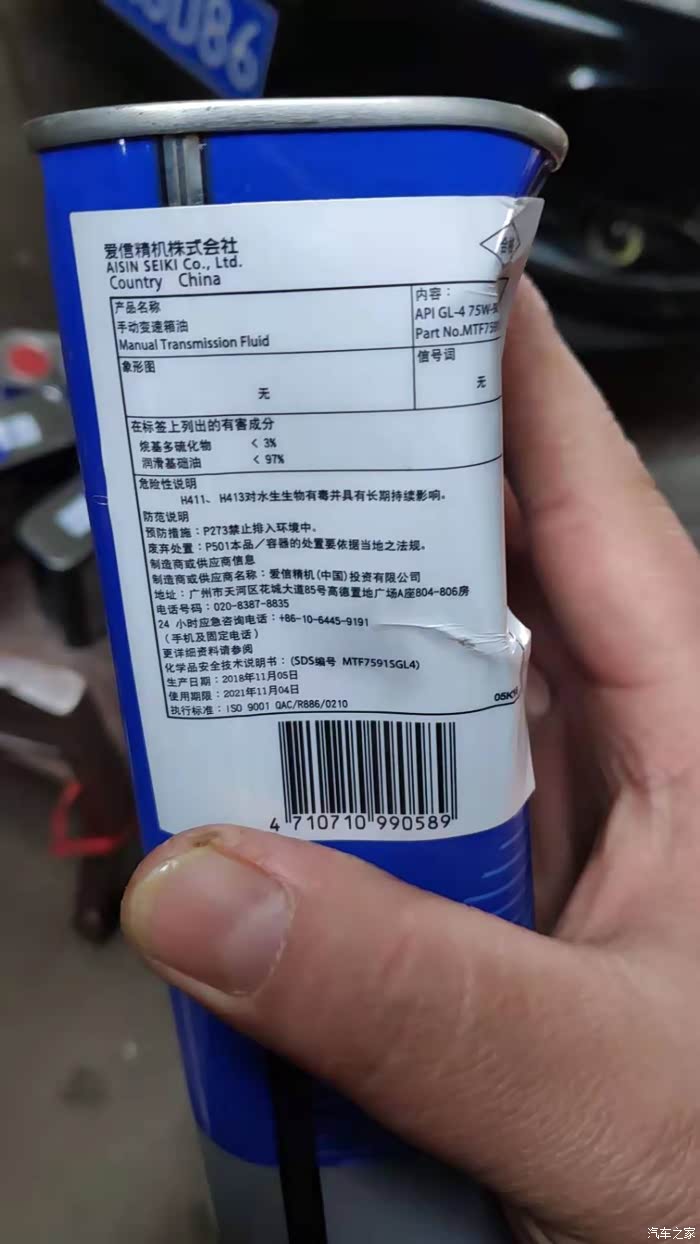 爱信精机株式会社
AISIN SEIKI Co., Ltd.
Country China
合格
产品名称
手动变速箱油
Manual Transmission Fluid
内容：
API GL-4 75W-90
Part No.MTF7591
象形图
无
信号词
无
在标签上列出的有害成分
烷基多硫化物 < 3%
润滑基础油 < 97%
危险性说明
H411、H413对水生生物有毒并具有长期持续影响。
防范说明
预防措施：P273禁止排入环境中。
废弃处置：P501本品／容器的处置要依据当地之法规。
制造商或供应商信息
制造商或供应商名称：爱信精机(中国)投资有限公司
地址：广州市天河区花城大道85号高德置地广场A座804-806房
电话号码：020-8387-8835
24 小时应急咨询电话：+86-10-6445-9191
（手机及固定电话）
更详细资料请参阅
化学品安全技术说明书：(SDS编号 MTF7591SGL4)
生产日期：2018年11月05日
使用期限：2021年11月04日
执行标准：ISO 9001 QAC/R886/0210
4 710710 990589
汽车之家